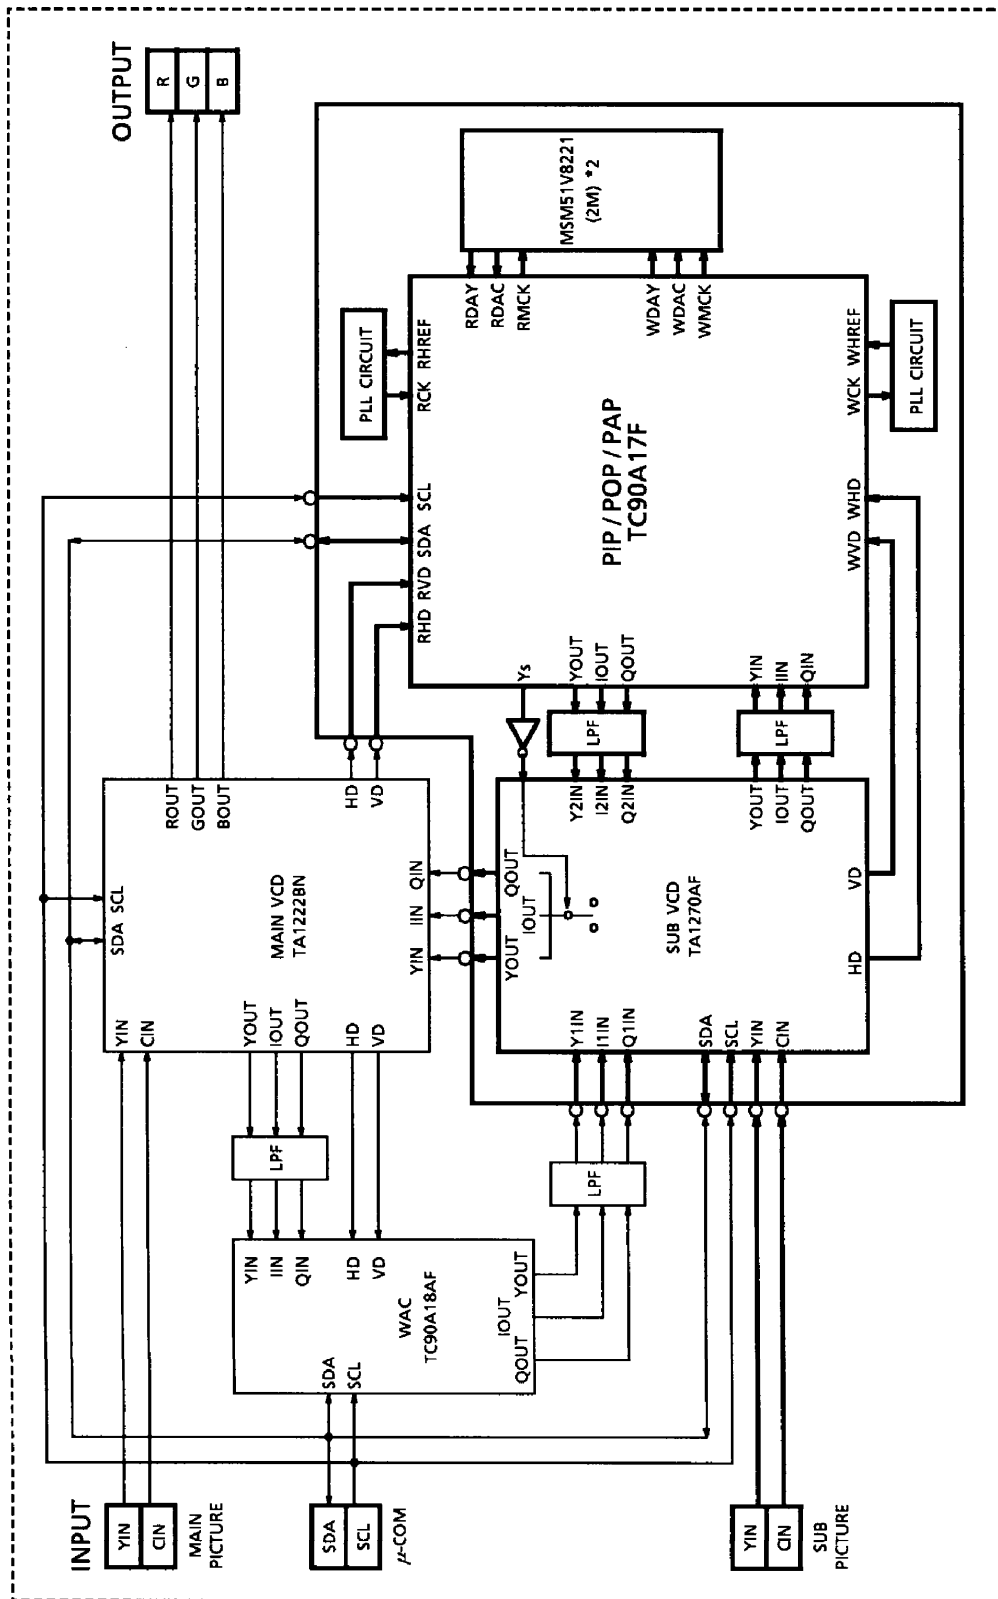 INPUT
YIN
CIN
MAIN
PICTURE
SDA
SCL
μ-COM
YIN
CIN
SUB
PICTURE
WAC
TC90A18AF
SDA
SCL
YIN
IIN
QIN
HD
VD
QOUT
IOUT
YOUT
LPF
LPF
MAIN VCD
TA1222BN
YIN
CIN
SDA
SCL
YOUT
IOUT
QOUT
HD
VD
YIN
IIN
QIN
ROUT
GOUT
BOUT
HD
VD
OUTPUT
R
G
B
SUB VCD
TA1270AF
Y1IN
I1IN
Q1IN
SDA
SCL
YIN
CIN
YOUT
IOUT
QOUT
Y2IN
I2IN
Q2IN
YOUT
IOUT
QOUT
HD
VD
LPF
LPF
PIP / POP / PAP
TC90A17F
Ys
YOUT
IOUT
QOUT
YIN
IIN
QIN
RHD
RVD
SDA
SCL
RCK
RHREF
WVD
WHD
WCK
WHREF
RDAY
RDAC
RMCK
WDAY
WDAC
WMCK
PLL CIRCUIT
PLL CIRCUIT
MSM51V8221
(2M) *2